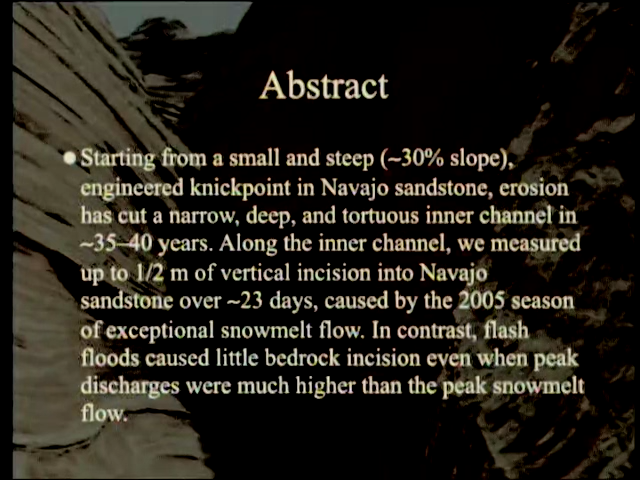 Abstract
Starting from a small and steep (~30% slope),
engineered knickpoint in Navajo sandstone, erosion
has cut a narrow, deep, and tortuous inner channel in
~35–40 years. Along the inner channel, we measured
up to 1/2 m of vertical incision into Navajo
sandstone over ~23 days, caused by the 2005 season
of exceptional snowmelt flow. In contrast, flash
floods caused little bedrock incision even when peak
discharges were much higher than the peak snowmelt
flow.